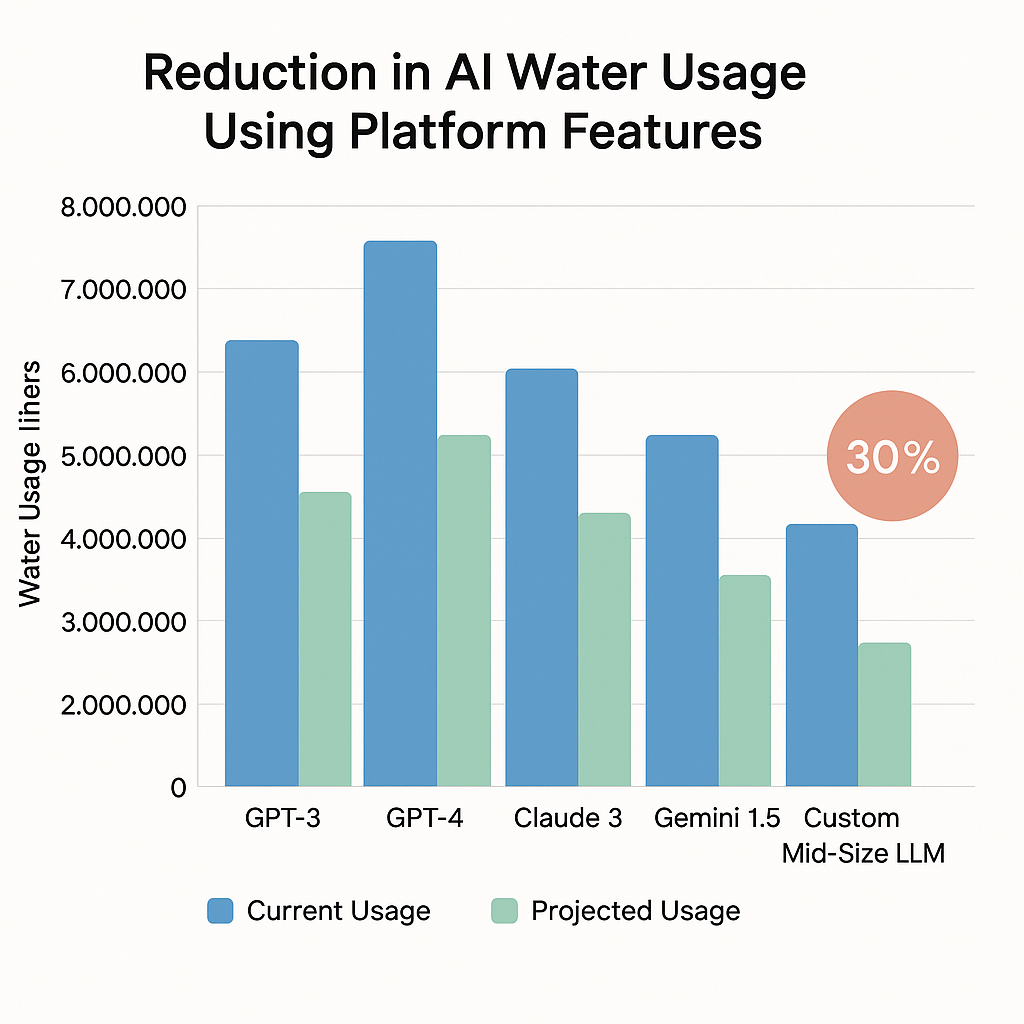 Reduction in AI Water Usage
Using Platform Features
8.000.000
7.000.000
6.000.000
5.000.000
4.000.000
3.000.000
2.000.000
0
Water Usage liners
30%
GPT-3
GPT-4
Claude 3
Gemini 1.5
Custom
Mid-Size LLM
Current Usage
Projected Usage